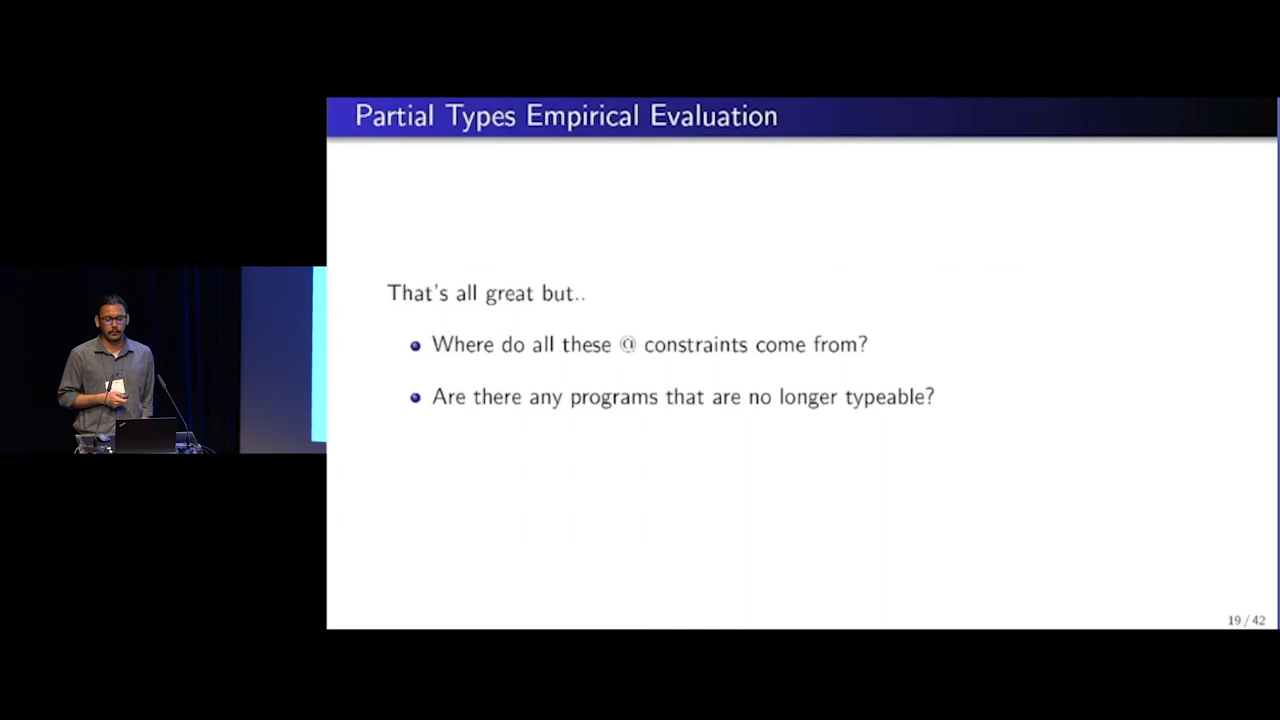 Partial Types Empirical Evaluation
That's all great but..
Where do all these @ constraints come from?
Are there any programs that are no longer typeable?
19 / 42